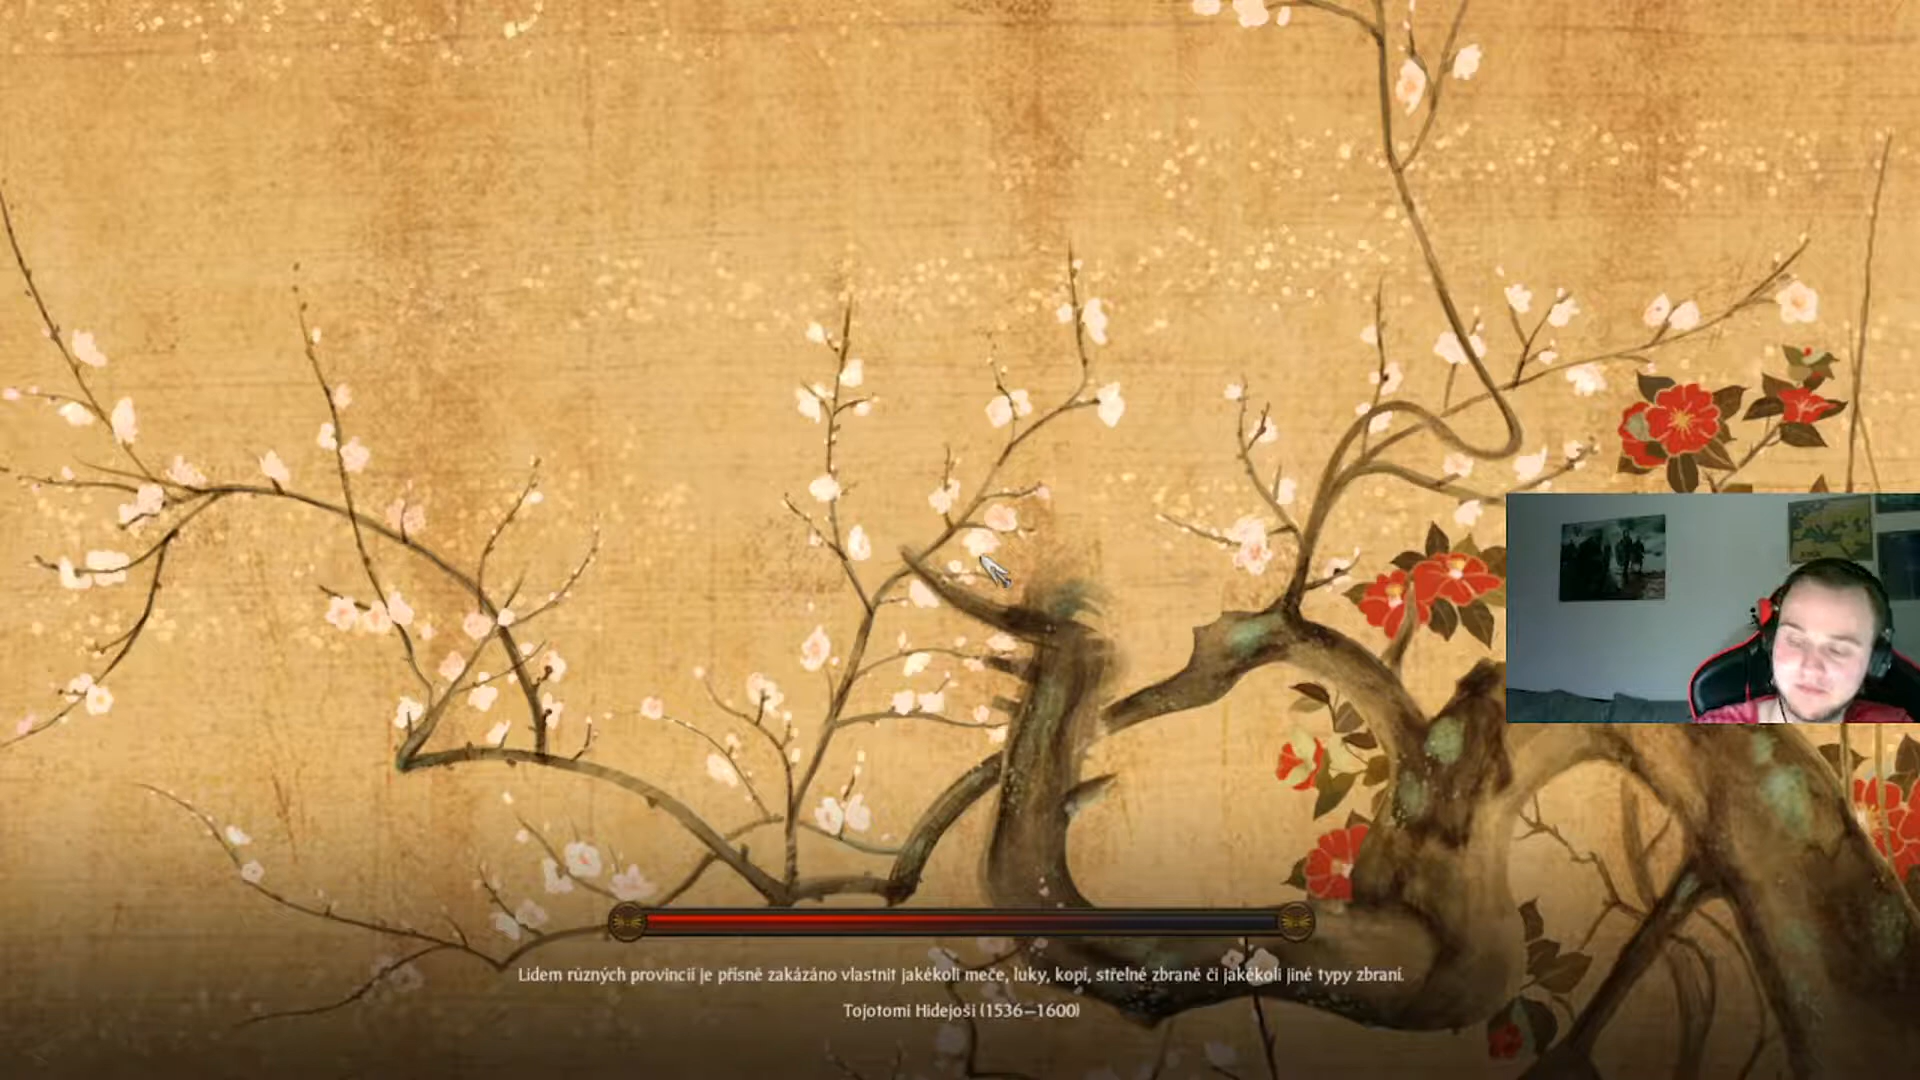 Lidem různých provincií je přísně zakázáno vlastnit jakékoli meče, luky, kopí, střelné zbraně či jakékoli jiné typy zbraní.
Tojotomi Hidejoši (1536–1600)